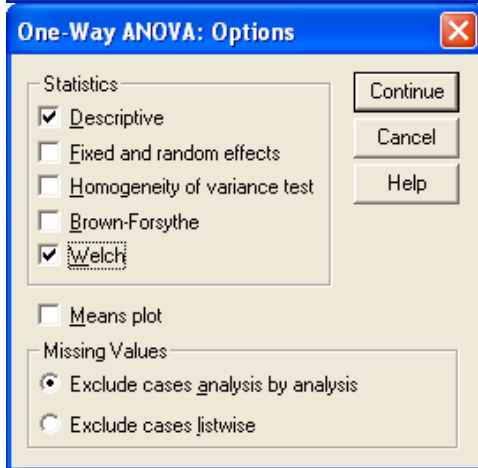 One-Way ANOVA: Options
Statistics
Descriptive
Fixed and random effects
Homogeneity of variance test
Brown-Forsythe
Welch
Continue
Cancel
Help
Means plot
Missing Values
Exclude cases analysis by analysis
Exclude cases listwise